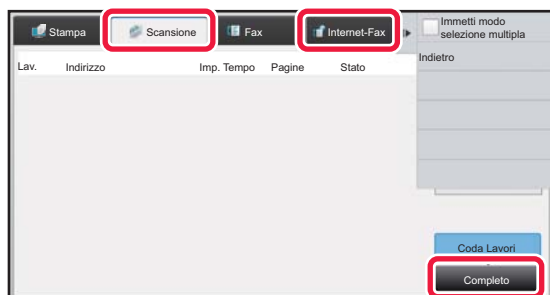 Stampa Scansione Fax Internet-Fax
Immetti modo
selezione multipla
Lav. Indirizzo Imp. Tempo Pagine Stato
Indietro
Coda Lavori
Completo